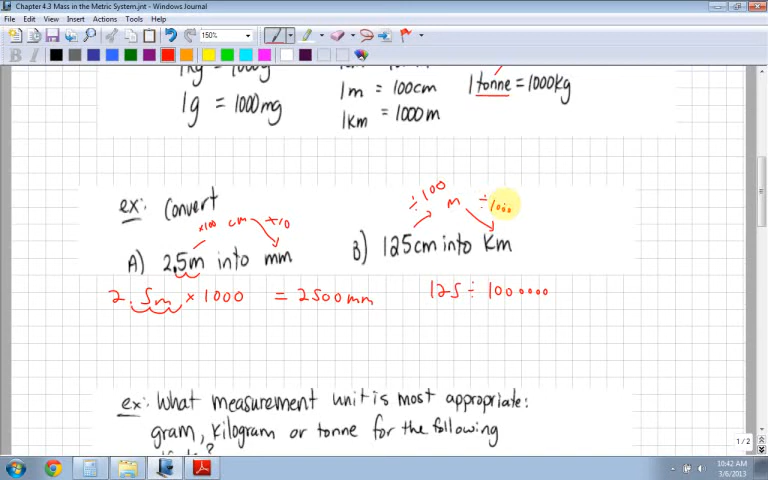 Chapter 4.3 Mass in the Metric System.jnt - Windows Journal
File Edit View Insert Actions Tools Help
150%
B I
1kg = 1000g
1g = 1000mg
1m = 100cm
1km = 1000m
1 tonne = 1000kg
ex: Convert
×100 cm ×10
A) 2.5m into mm
2.5m × 1000 = 2500mm
÷100 m ÷1000
B) 125cm into Km
125 ÷ 1000000
ex: What measurement unit is most appropriate:
gram, kilogram or tonne for the following
1 / 2
10:42 AM
3/6/2013